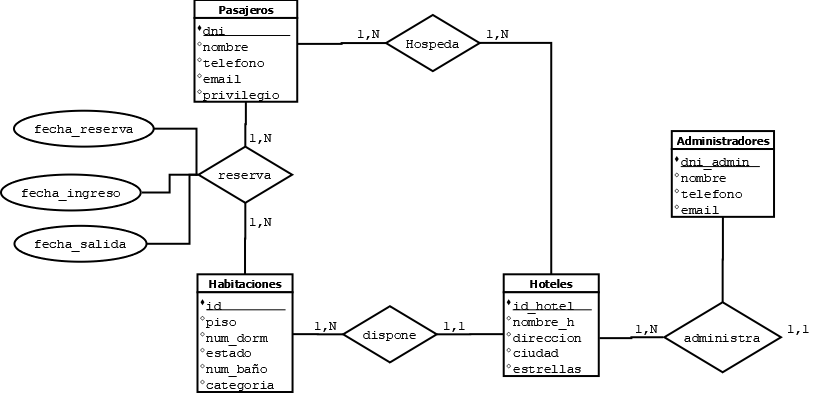 Pasajeros
dni
nombre
telefono
email
privilegio
1,N
Hospeda
1,N
fecha_reserva
fecha_ingreso
fecha_salida
1,N
reserva
1,N
Administradores
dni_admin
nombre
telefono
email
Habitaciones
id
piso
num_dorm
estado
num_baño
categoria
1,N
dispone
1,1
Hoteles
id_hotel
nombre_h
direccion
ciudad
estrellas
1,N
administra
1,1